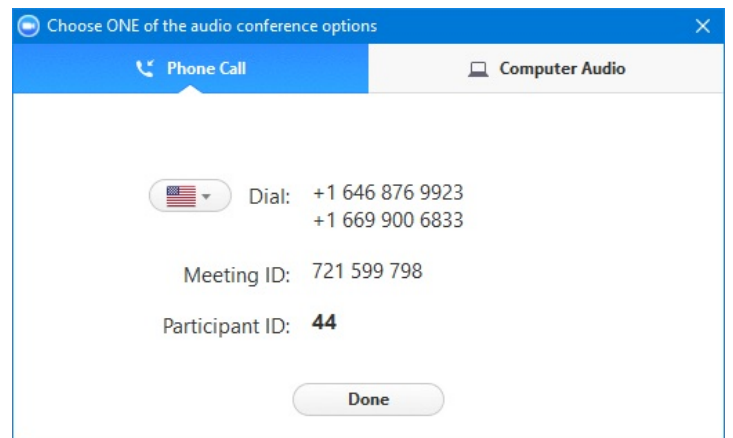 Choose ONE of the audio conference options
Phone Call
Computer Audio
Dial: +1 646 876 9923
+1 669 900 6833
Meeting ID: 721 599 798
Participant ID: 44
Done